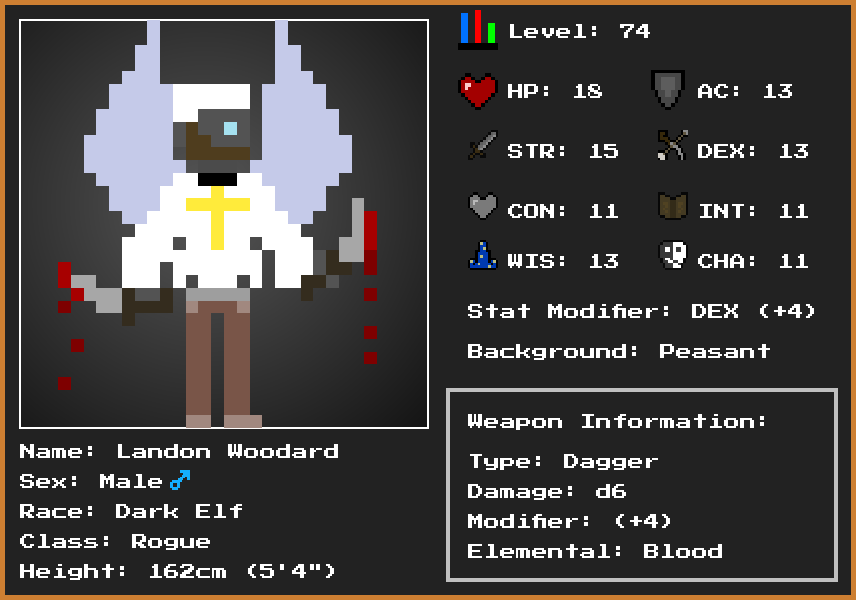 Level: 74
HP: 18
AC: 13
STR: 15
DEX: 13
CON: 11
INT: 11
WIS: 13
CHA: 11
Stat Modifier: DEX (+4)
Background: Peasant
Weapon Information:
Type: Dagger
Damage: d6
Modifier: (+4)
Elemental: Blood
Name: Landon Woodard
Sex: Male♂
Race: Dark Elf
Class: Rogue
Height: 162cm (5'4")